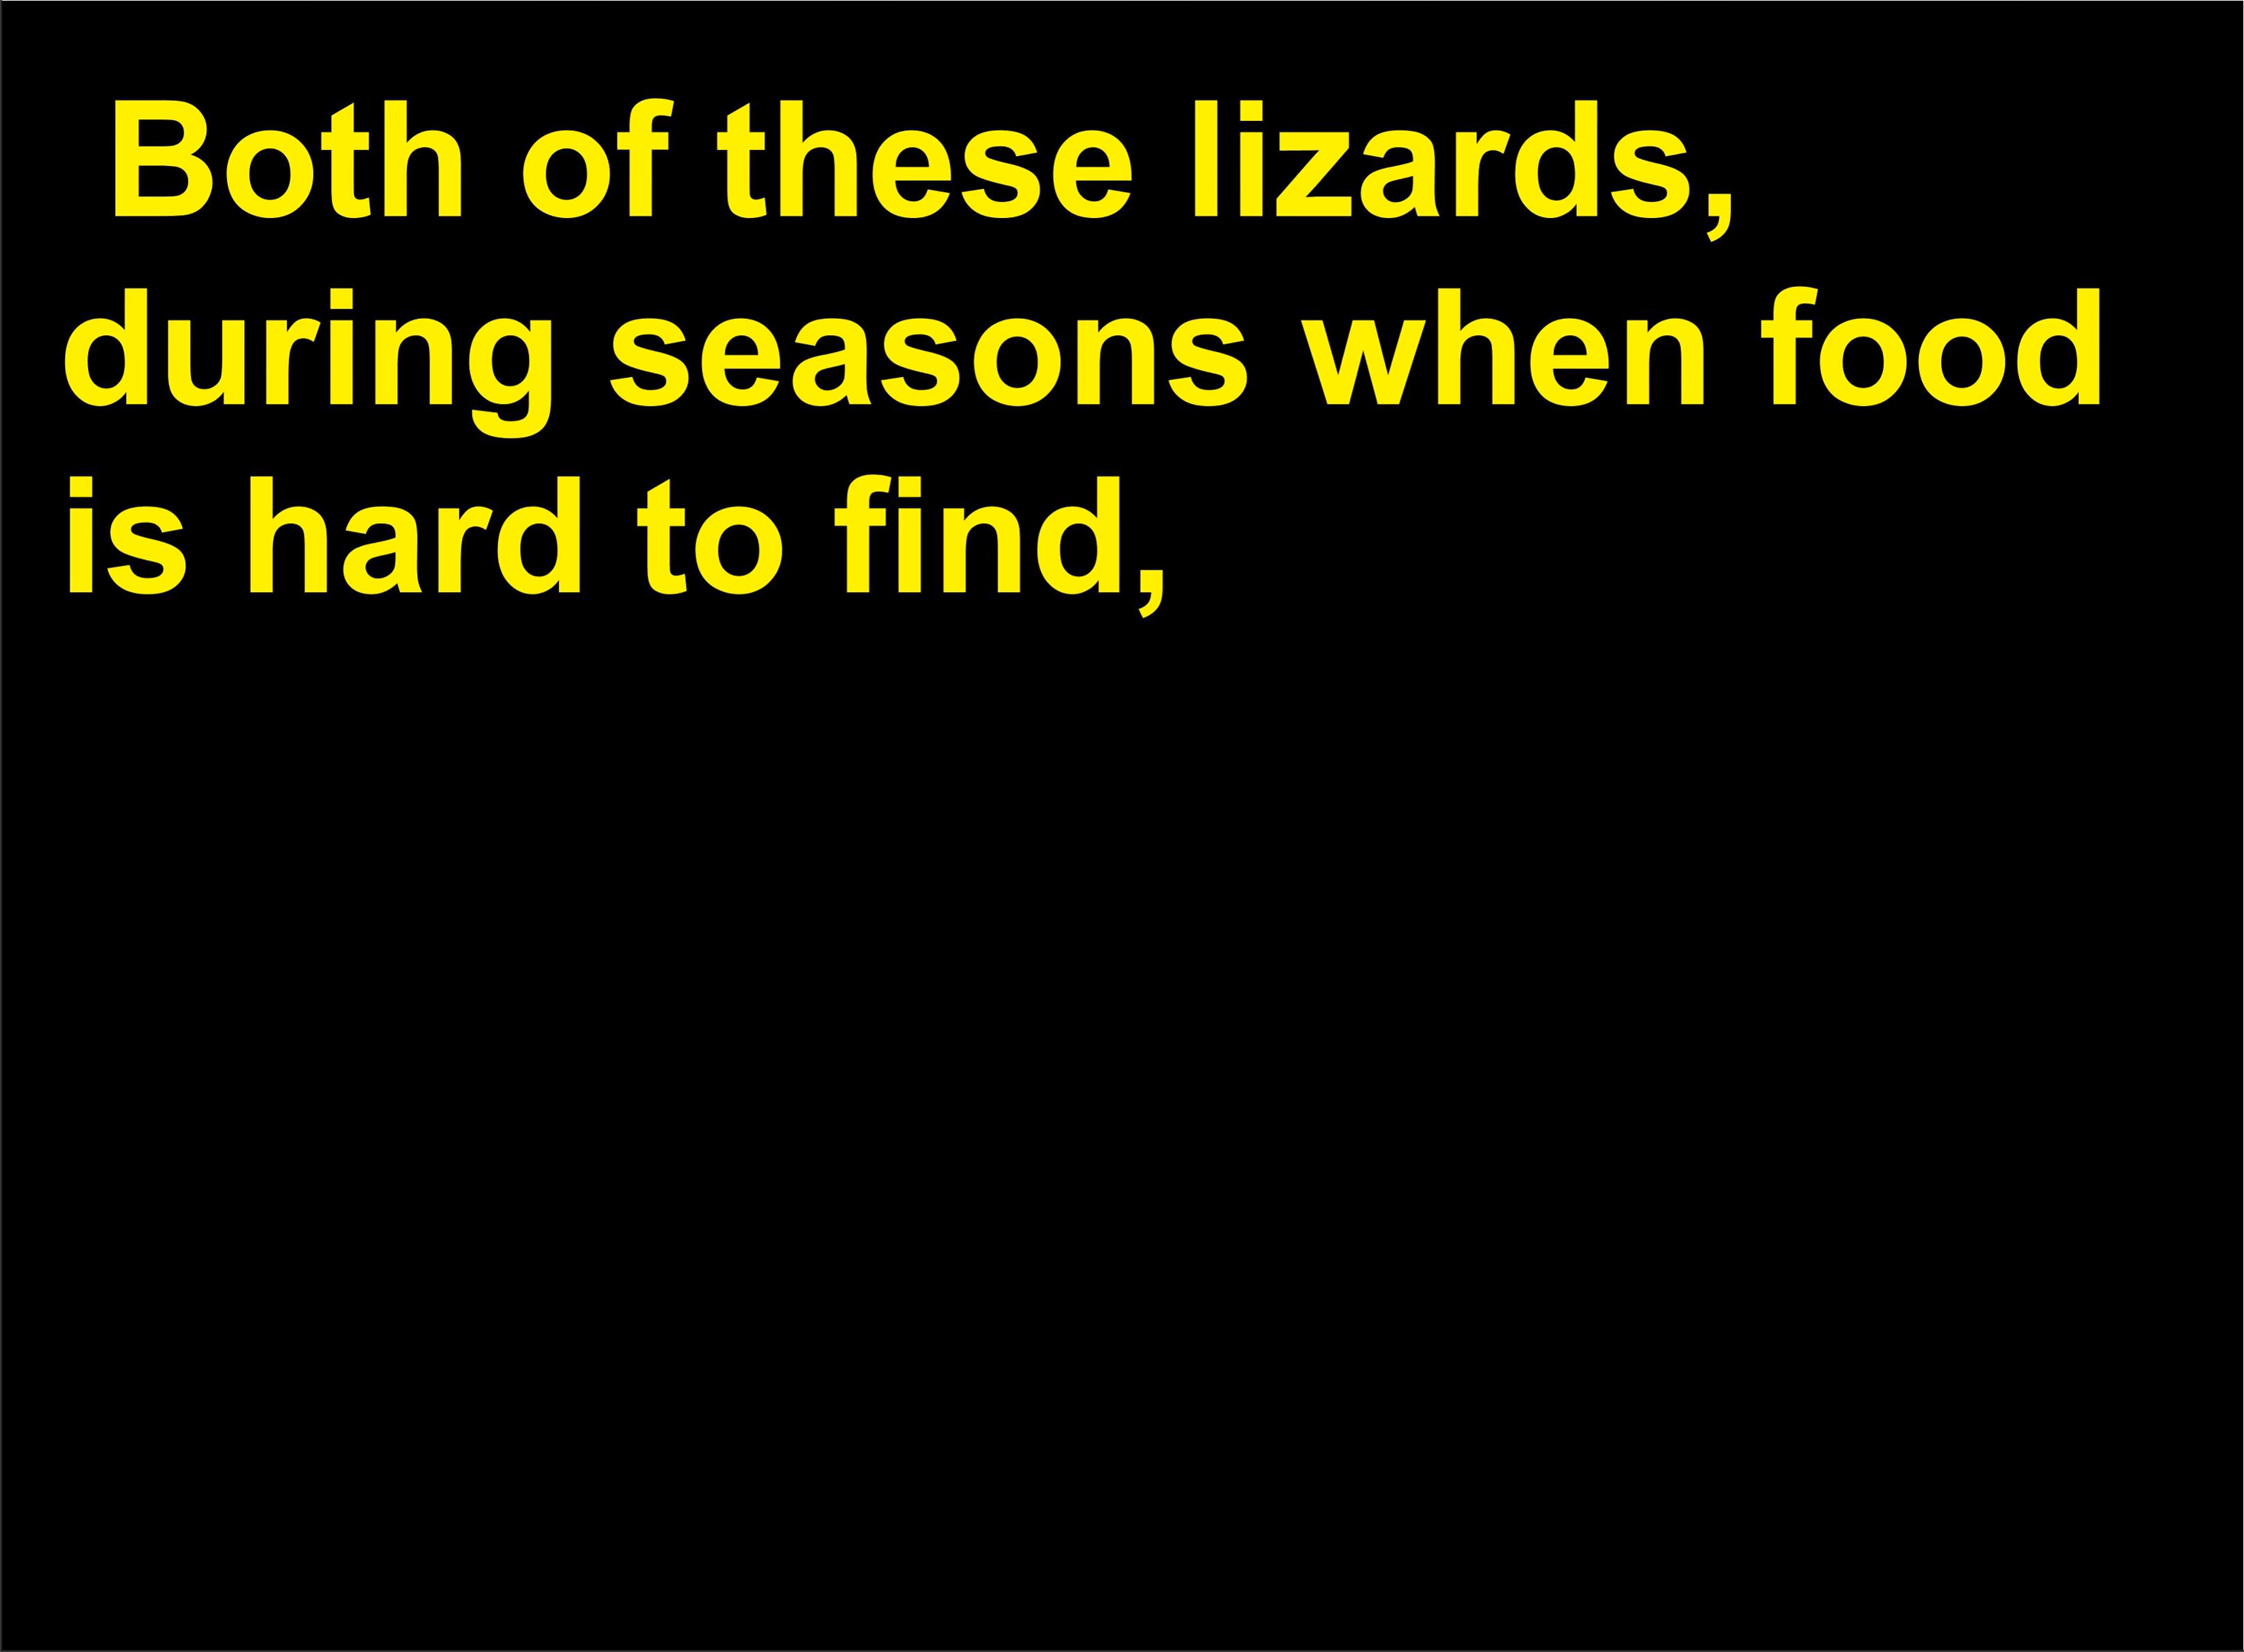 Both of these lizards,
during seasons when food
is hard to find,